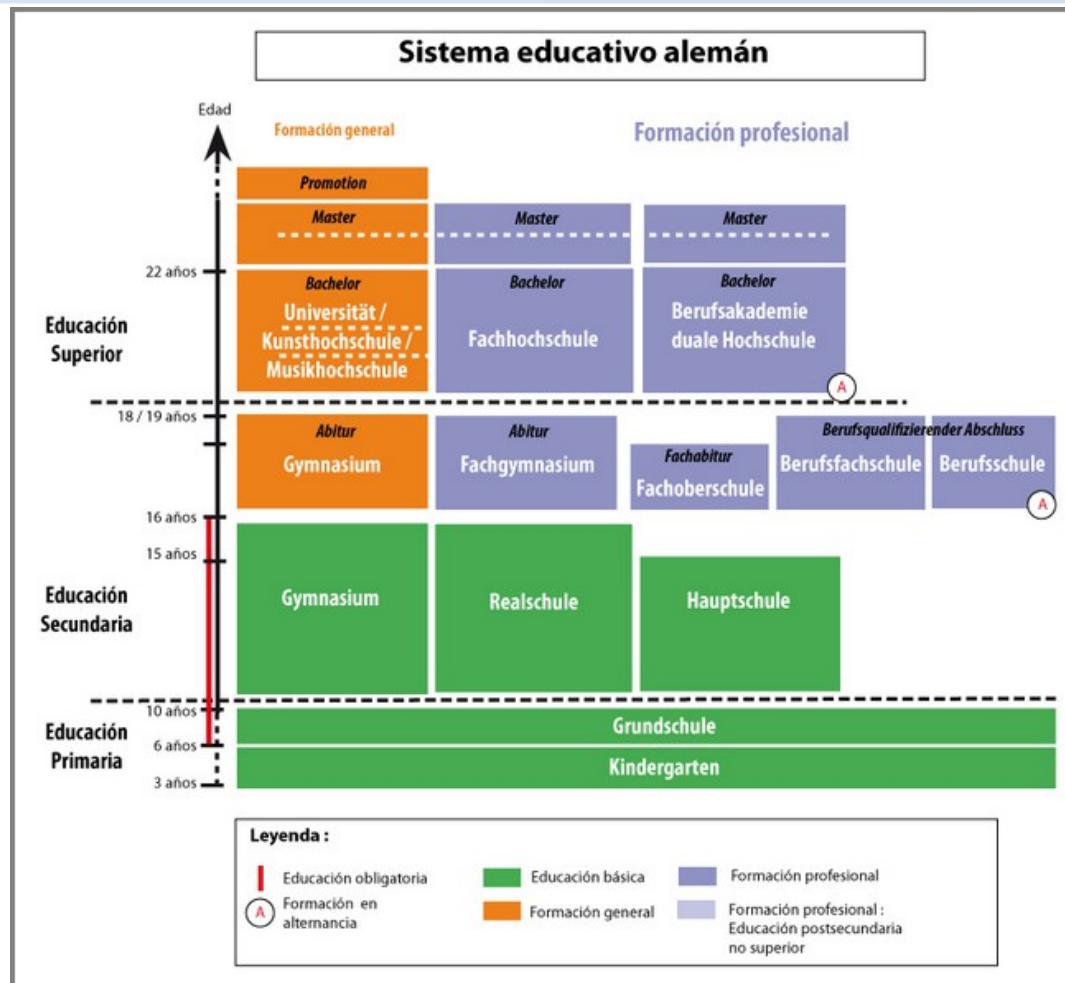 Sistema educativo alemán
Edad
Formación general
Formación profesional
Promotion
Master
Master
Master
22 años
Bachelor
Bachelor
Bachelor
Universität /
Kunsthochschule /
Musikhochschule
Fachhochschule
Berufsakademie
duale Hochschule
Educación
Superior
A
18 / 19 años
Abitur
Gymnasium
Abitur
Fachgymnasium
Fachabitur
Fachoberschule
Berufsqualifizierender Abschluss
Berufsfachschule
Berufsschule
A
16 años
15 años
Educación
Secundaria
Gymnasium
Realschule
Hauptschule
10 años
Educación
Primaria
6 años
3 años
Grundschule
Kindergarten
Leyenda :
Educación obligatoria
A
Formación en
alternancia
Educación básica
Formación general
Formación profesional
Formación profesional :
Educación postsecundaria
no superior